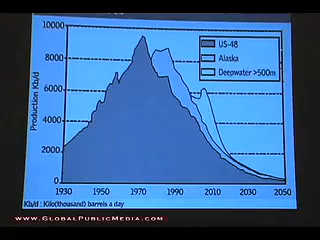 US-48
Alaska
Deepwater >500m
Production Kb/d
10000
8000
6000
4000
2000
0
1930
1950
1970
1990
2010
2030
2050
Kb/d : Kilo(thousand) barrels a day
www.GlobalPublicMedia.com